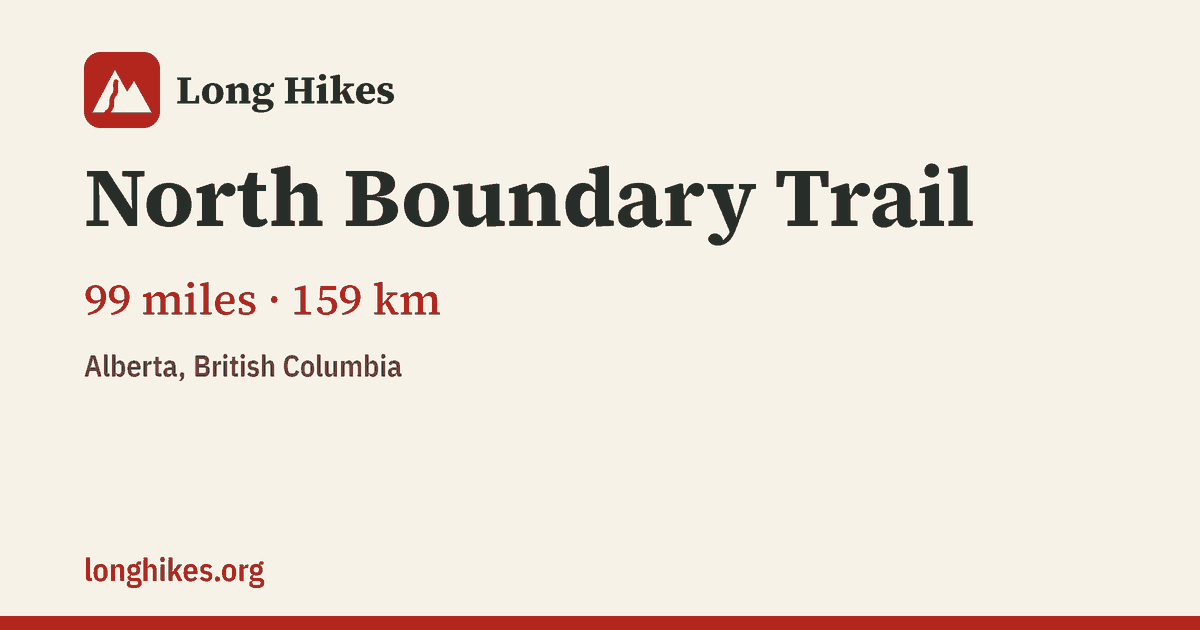 Long Hikes
North Boundary Trail
99 miles · 159 km
Alberta, British Columbia
longhikes.org